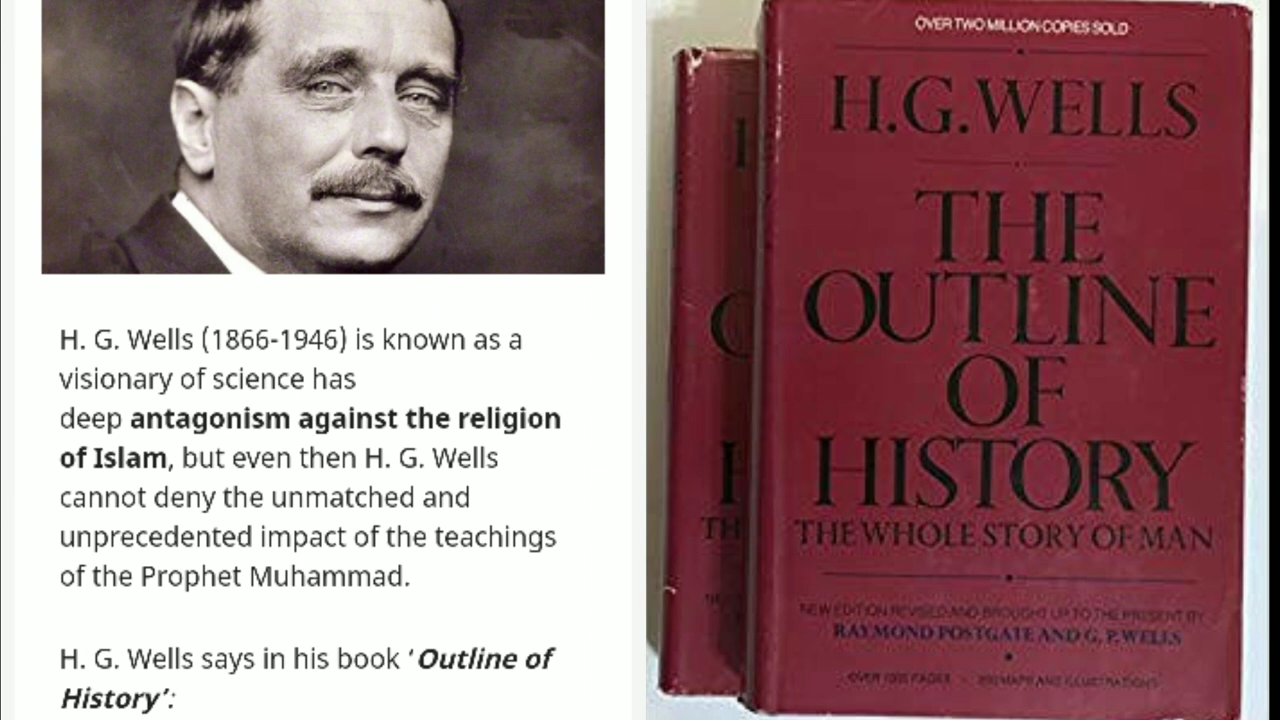 H. G. Wells (1866-1946) is known as a
visionary of science has
deep antagonism against the religion
of Islam, but even then H. G. Wells
cannot deny the unmatched and
unprecedented impact of the teachings
of the Prophet Muhammad.
H. G. Wells says in his book ‘Outline of
History’:
OVER TWO MILLION COPIES SOLD
H.G.WELLS
THE
OUTLINE
OF
HISTORY
THE WHOLE STORY OF MAN
NEW EDITION REVISED AND BROUGHT UP TO THE PRESENT BY
RAYMOND POSTGATE AND G. P. WELLS